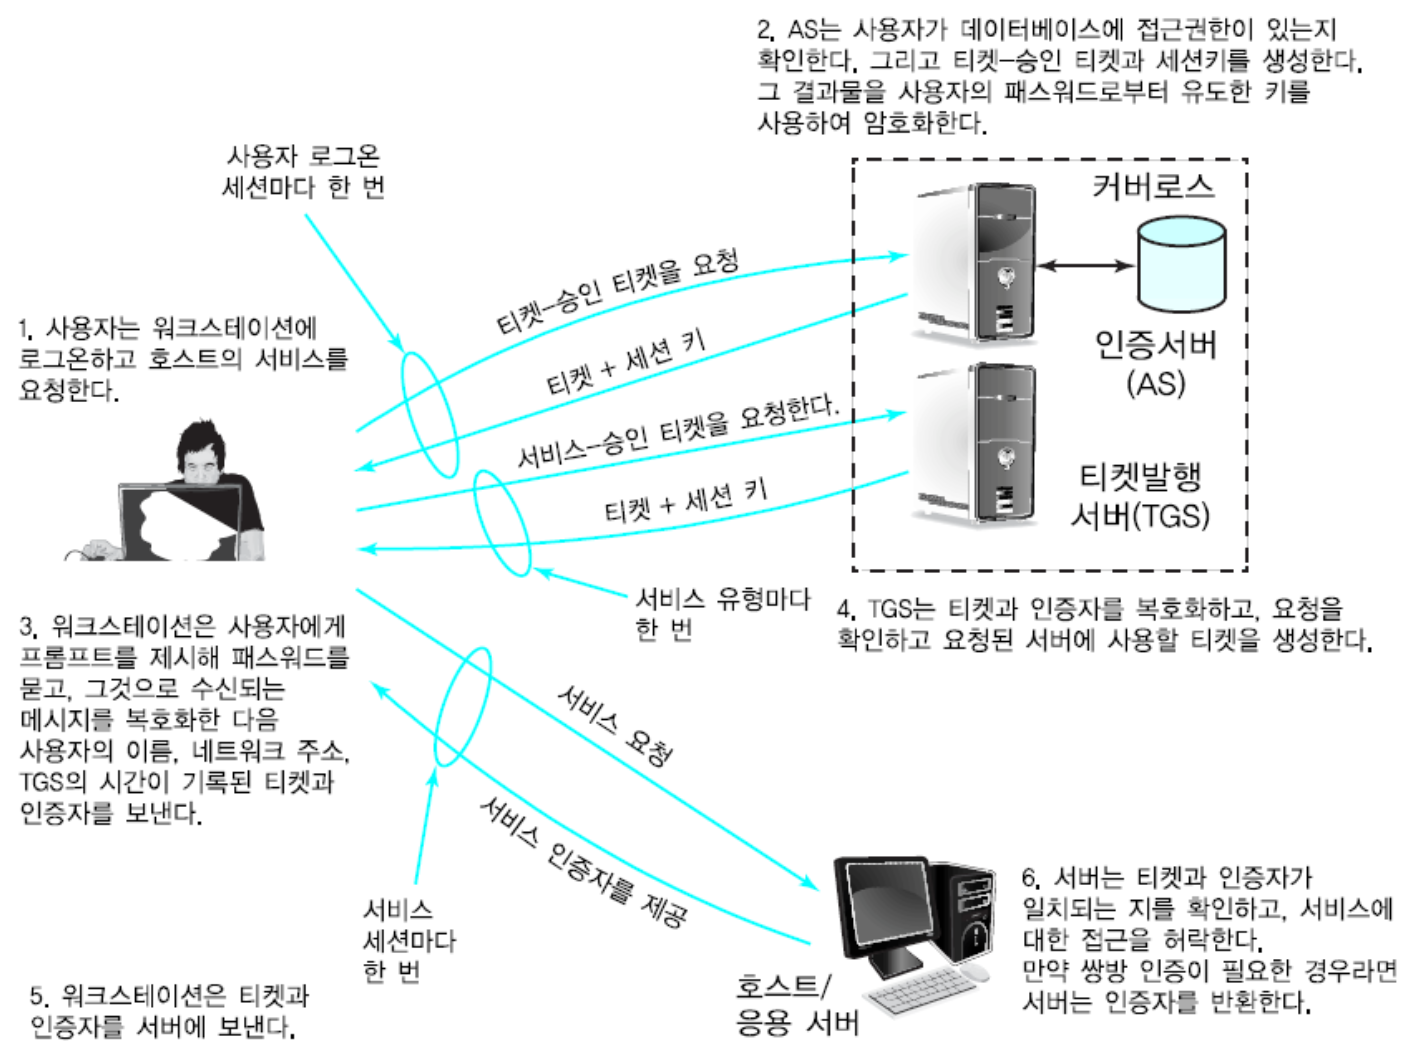 2. AS는 사용자가 데이터베이스에 접근권한이 있는지
확인한다. 그리고 티켓-승인 티켓과 세션키를 생성한다.
그 결과물을 사용자의 패스워드로부터 유도한 키를
사용하여 암호화한다.
사용자 로그온
세션마다 한 번
커버로스
티켓-승인 티켓을 요청
1. 사용자는 워크스테이션에
로그온하고 호스트의 서비스를
요청한다.
티켓 + 세션 키
인증서버
(AS)
서비스-승인 티켓을 요청한다.
티켓 + 세션 키
티켓발행
서버(TGS)
서비스 유형마다
한 번
4. TGS는 티켓과 인증자를 복호화하고, 요청을
확인하고 요청된 서버에 사용할 티켓을 생성한다.
3. 워크스테이션은 사용자에게
프롬프트를 제시해 패스워드를
묻고, 그것으로 수신되는
메시지를 복호화한 다음
사용자의 이름, 네트워크 주소,
TGS의 시간이 기록된 티켓과
인증자를 보낸다.
서비스 요청
서비스 인증자를 제공
서비스
세션마다
한 번
5. 워크스테이션은 티켓과
인증자를 서버에 보낸다.
호스트/
응용 서버
6. 서버는 티켓과 인증자가
일치되는 지를 확인하고, 서비스에
대한 접근을 허락한다.
만약 쌍방 인증이 필요한 경우라면
서버는 인증자를 반환한다.